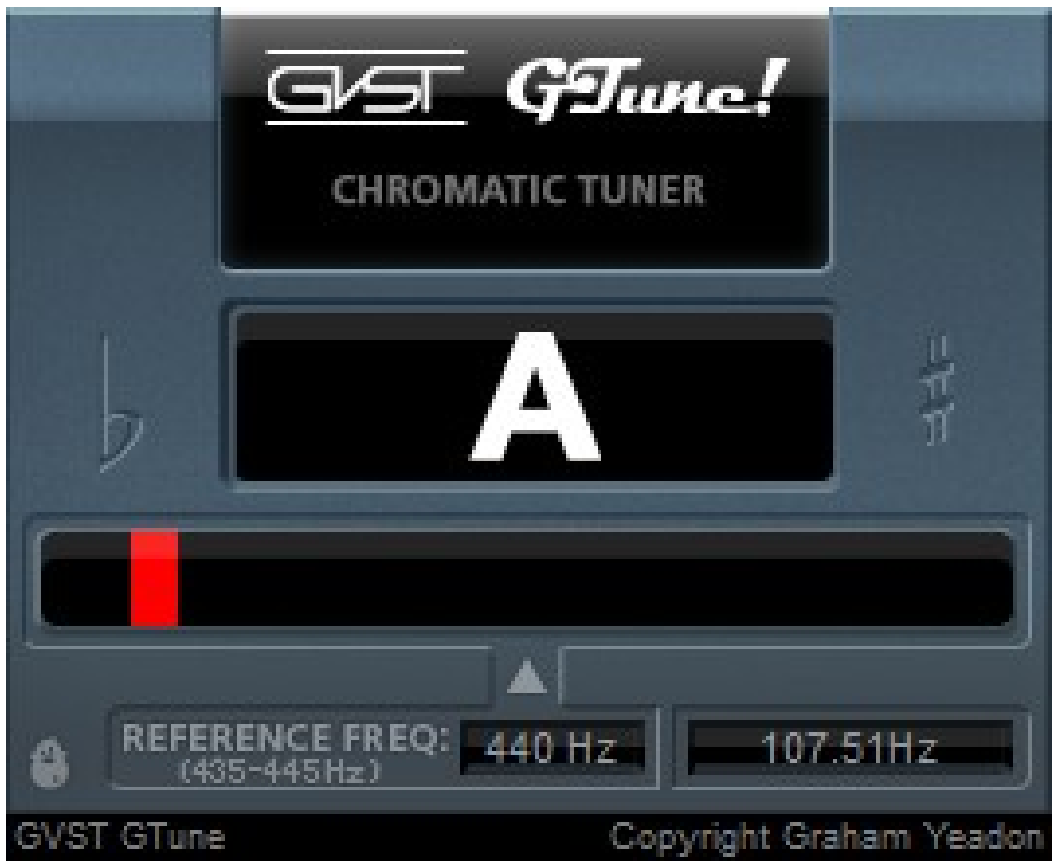 GVST GTune!
CHROMATIC TUNER
♭ ♯
A
REFERENCE FREQ: 440 Hz 107.51Hz
(435-445Hz)
GVST GTune Copyright Graham Yeadon